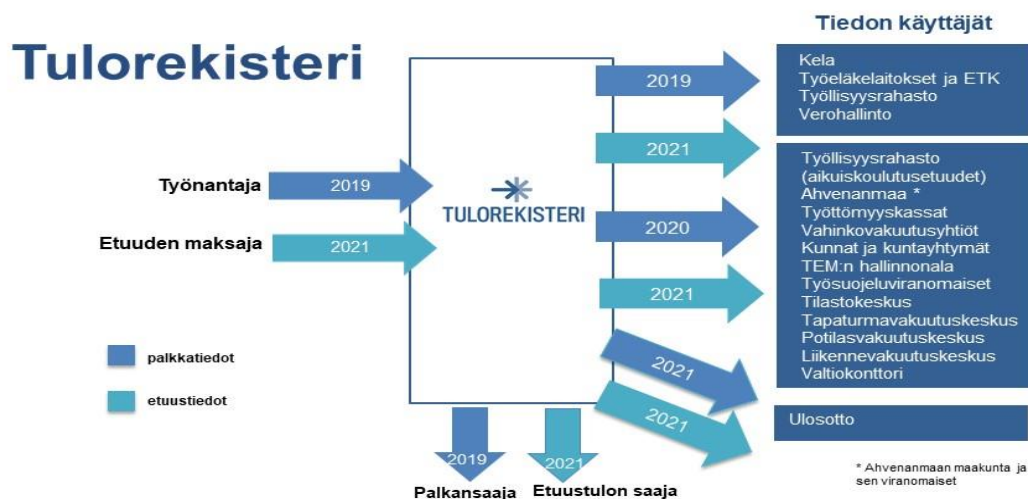 Tulorekisteri
Työnantaja
2019
Etuuden maksaja
2021
palkkatiedot
etuustiedot
TULOREKISTERI
2019
2021
2020
2021
2021
2021
2019
Palkansaaja
2021
Etuustulon saaja
Tiedon käyttäjät
Kela
Työeläkelaitokset ja ETK
Työllisyysrahasto
Verohallinto
Työllisyysrahasto
(aikuiskoulutusetuudet)
Ahvenanmaa *
Työttömyyskassat
Vahinkovakuutusyhtiöt
Kunnat ja kuntayhtymät
TEM:n hallinnonala
Työsuojeluviranomaiset
Tilastokeskus
Tapaturmavakuutuskeskus
Potilasvakuutuskeskus
Liikennevakuutuskeskus
Valtiokonttori
Ulosotto
* Ahvenanmaan maakunta ja
sen viranomaiset